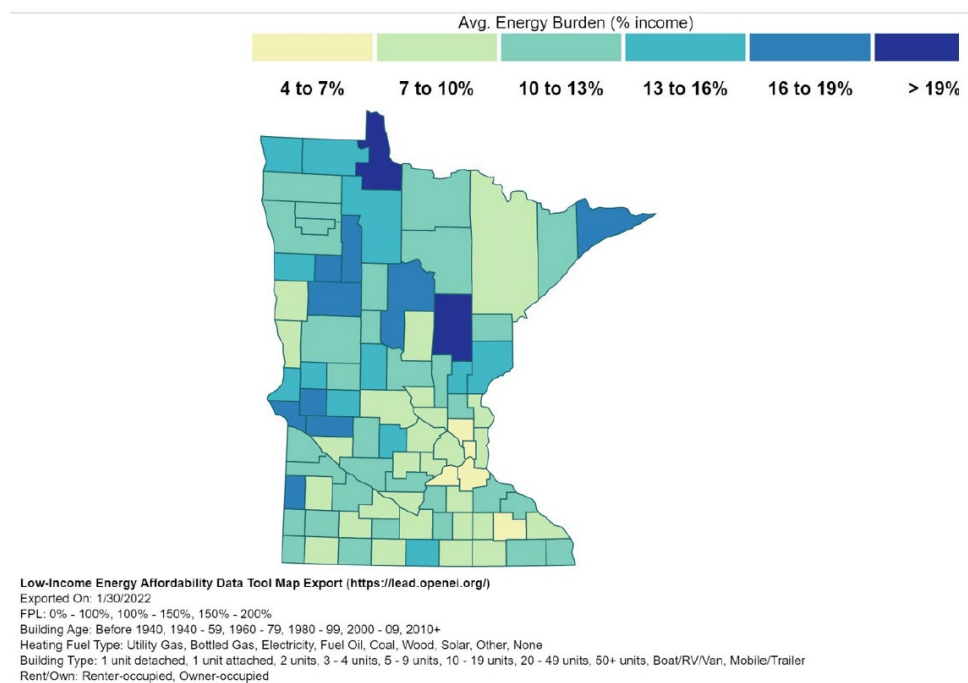 Avg. Energy Burden (% income)
4 to 7% 7 to 10% 10 to 13% 13 to 16% 16 to 19% > 19%
Low-Income Energy Affordability Data Tool Map Export (https://lead.openei.org/)
Exported On: 1/30/2022
FPL: 0% - 100%, 100% - 150%, 150% - 200%
Building Age: Before 1940, 1940 - 59, 1960 - 79, 1980 - 99, 2000 - 09, 2010+
Heating Fuel Type: Utility Gas, Bottled Gas, Electricity, Fuel Oil, Coal, Wood, Solar, Other, None
Building Type: 1 unit detached, 1 unit attached, 2 units, 3 - 4 units, 5 - 9 units, 10 - 19 units, 20 - 49 units, 50+ units, Boat/RV/Van, Mobile/Trailer
Rent/Own: Renter-occupied, Owner-occupied